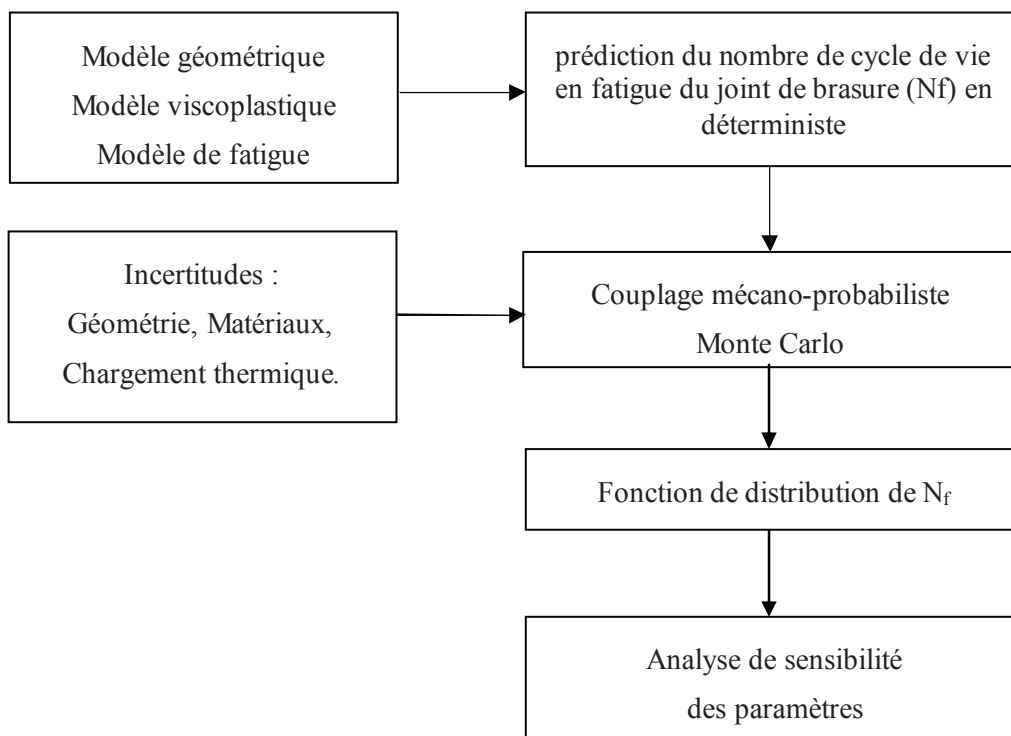 Modèle géométrique
Modèle viscoplastique
Modèle de fatigue
prédiction du nombre de cycle de vie
en fatigue du joint de brasure (Nf) en
déterministe
Incertitudes :
Géométrie, Matériaux,
Chargement thermique.
Couplage mécano-probabiliste
Monte Carlo
Fonction de distribution de Nf
Analyse de sensibilité
des paramètres